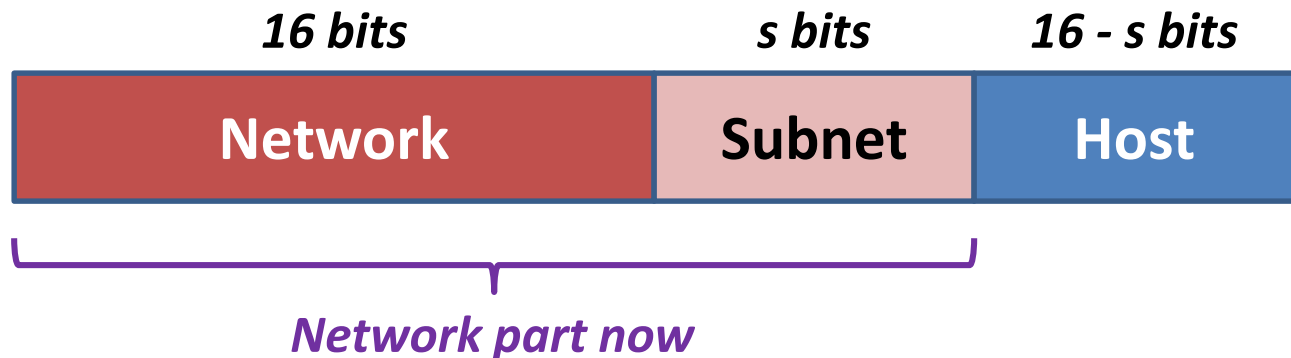 16 bits s bits 16 - s bits
Network Subnet Host
Network part now